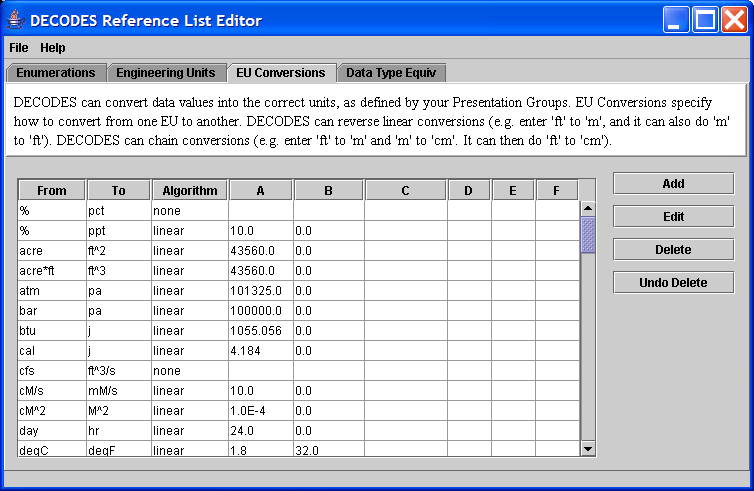 DECODES Reference List Editor
File Help
Enumerations Engineering Units EU Conversions Data Type Equiv
DECODES can convert data values into the correct units, as defined by your Presentation Groups. EU Conversions specify
how to convert from one EU to another. DECODES can reverse linear conversions (e.g. enter 'ft' to 'm', and it can also do 'm'
to 'ft'). DECODES can chain conversions (e.g. enter 'ft' to 'm' and 'm' to 'cm'. It can then do 'ft' to 'cm').
From To Algorithm A B C D E F
% pct none
% ppt linear 10.0 0.0
acre ft^2 linear 43560.0 0.0
acre*ft ft^3 linear 43560.0 0.0
atm pa linear 101325.0 0.0
bar pa linear 100000.0 0.0
btu j linear 1055.056 0.0
cal j linear 4.184 0.0
cfs ft^3/s none
cM/s mM/s linear 10.0 0.0
cM^2 M^2 linear 1.0E-4 0.0
day hr linear 24.0 0.0
degC degF linear 1.8 32.0
Add
Edit
Delete
Undo Delete